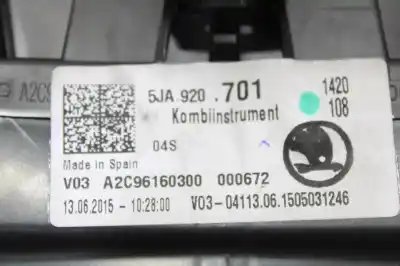 A2C9
5JA 920 701 1420
108
Kombiinstrument
04S
Made in Spain
V03 A2C96160300 000672
13.06.2015 - 10:28:00 V03-04113.06.1505031246